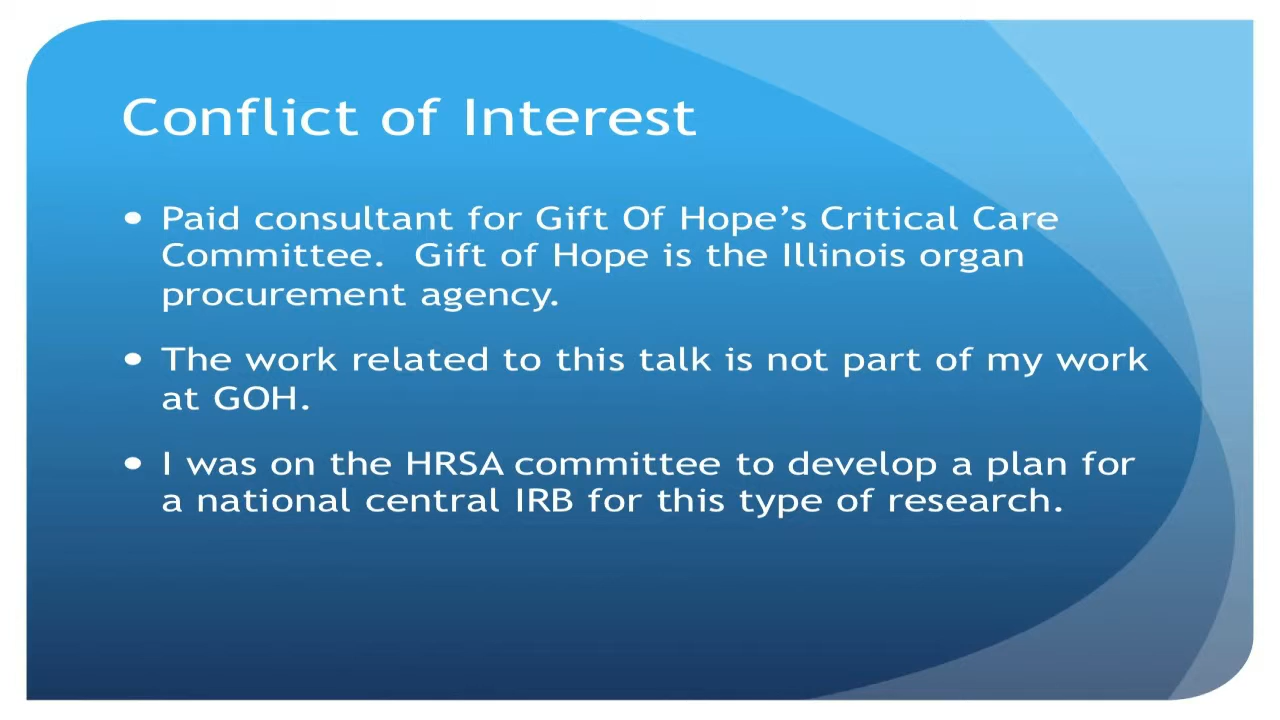 Conflict of Interest
• Paid consultant for Gift Of Hope’s Critical Care
Committee.  Gift of Hope is the Illinois organ
procurement agency.
• The work related to this talk is not part of my work
at GOH.
• I was on the HRSA committee to develop a plan for
a national central IRB for this type of research.